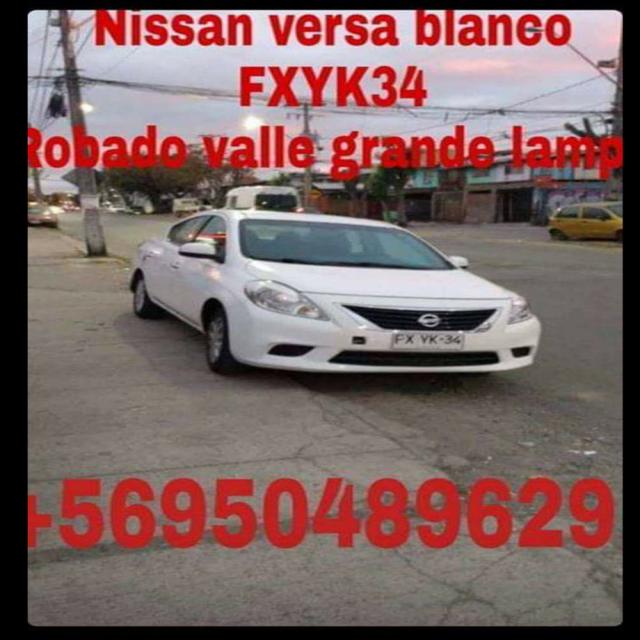 Nissan versa blanco
FXYK34
Robado valle grande lamp
FX YK-34
+56950489629